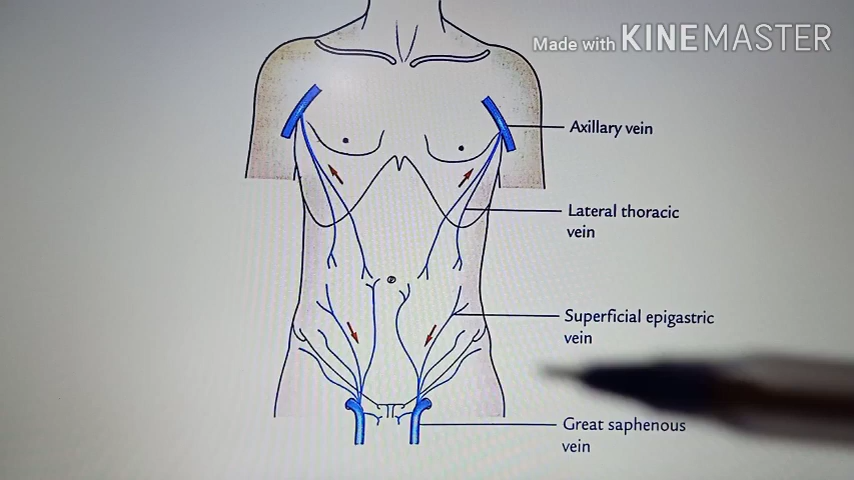 Made with KINEMASTER
Axillary vein
Lateral thoracic
vein
Superficial epigastric
vein
Great saphenous
vein